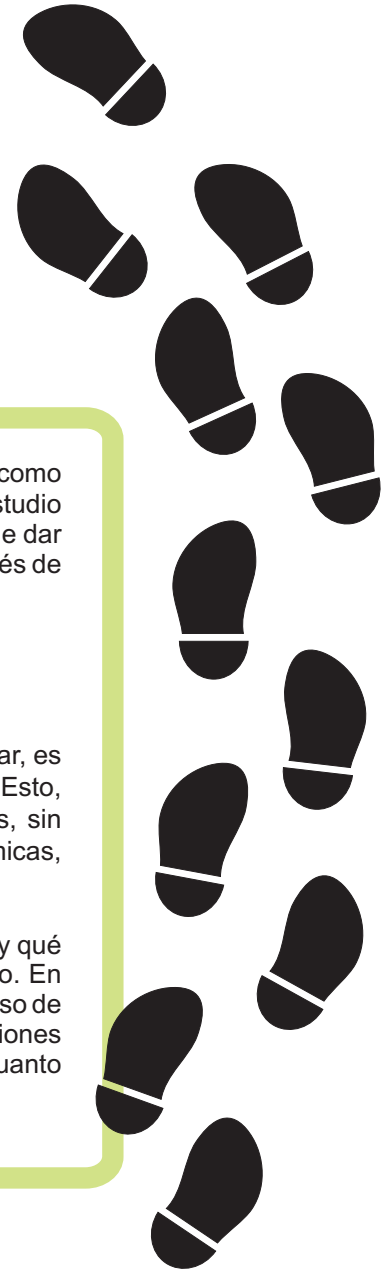 como
studio
e dar
és de
ar, es
Esto,
s, sin
nicas,
y qué
o. En
so de
iones
uanto